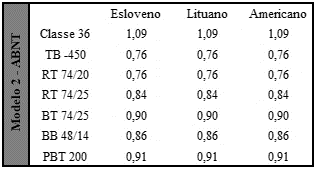 Esloveno Lituano Americano
Modelo 2 - ABNT
Classe 36 1,09 1,09 1,09
TB -450 0,76 0,76 0,76
RT 74/20 0,76 0,76 0,76
RT 74/25 0,84 0,84 0,84
BT 74/25 0,90 0,90 0,90
BB 48/14 0,86 0,86 0,86
PBT 200 0,91 0,91 0,91